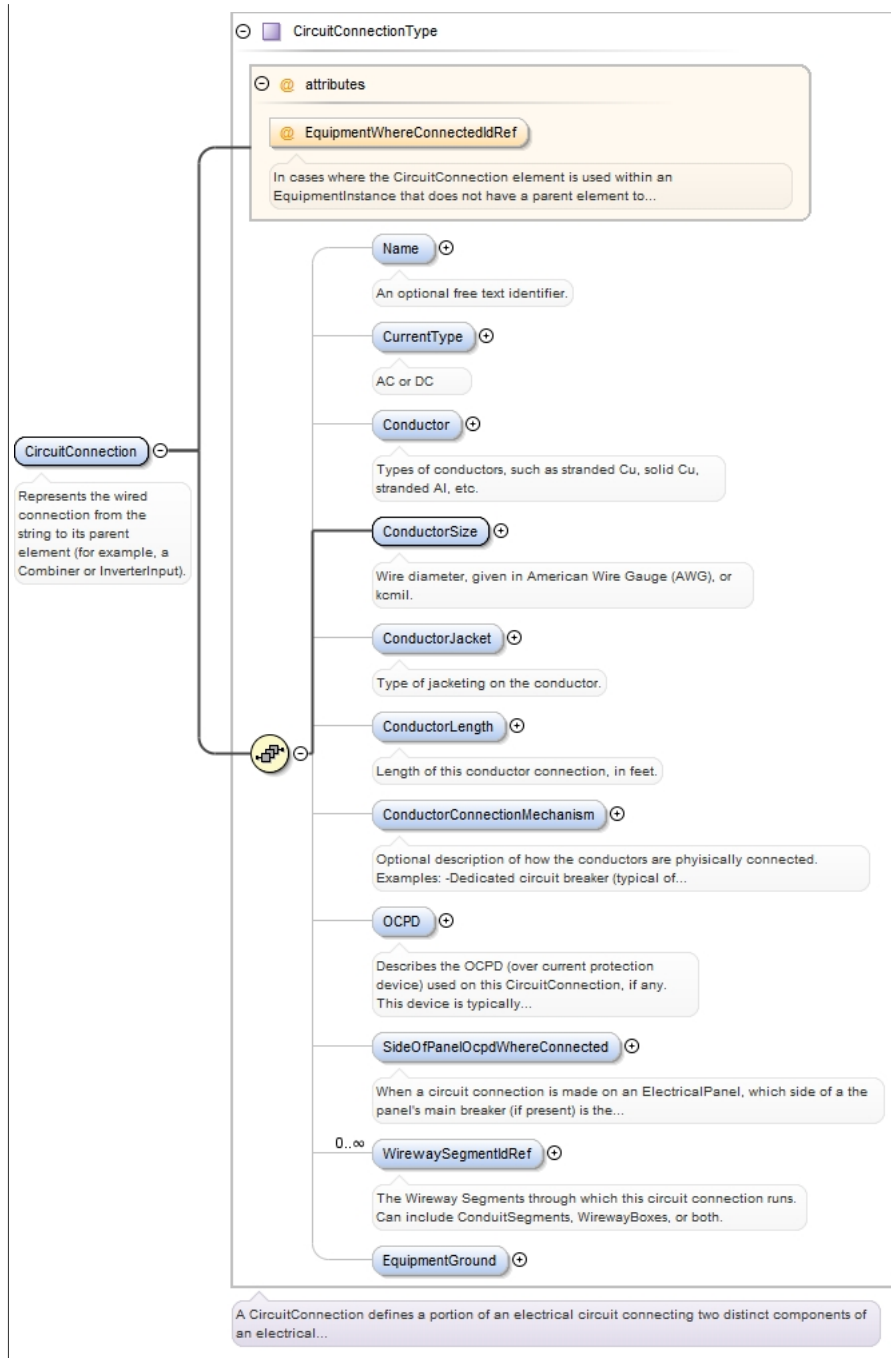 CircuitConnectionType
@ attributes
@ EquipmentWhereConnectedIdRef
In cases where the CircuitConnection element is used within an
EquipmentInstance that does not have a parent element to...
Name
An optional free text identifier.
CurrentType
AC or DC
Conductor
Types of conductors, such as stranded Cu, solid Cu,
stranded Al, etc.
CircuitConnection
Represents the wired
connection from the
string to its parent
element (for example, a
Combiner or InverterInput).
ConductorSize
Wire diameter, given in American Wire Gauge (AWG), or
kcmil.
ConductorJacket
Type of jacketing on the conductor.
ConductorLength
Length of this conductor connection, in feet.
ConductorConnectionMechanism
Optional description of how the conductors are phyisically connected.
Examples: -Dedicated circuit breaker (typical of...
OCPD
Describes the OCPD (over current protection
device) used on this CircuitConnection, if any.
This device is typically...
SideOfPanelOcpdWhereConnected
When a circuit connection is made on an ElectricalPanel, which side of a the
panel's main breaker (if present) is the...
0..∞
WirewaySegmentIdRef
The Wireway Segments through which this circuit connection runs.
Can include ConduitSegments, WirewayBoxes, or both.
EquipmentGround
A CircuitConnection defines a portion of an electrical circuit connecting two distinct components of
an electrical...